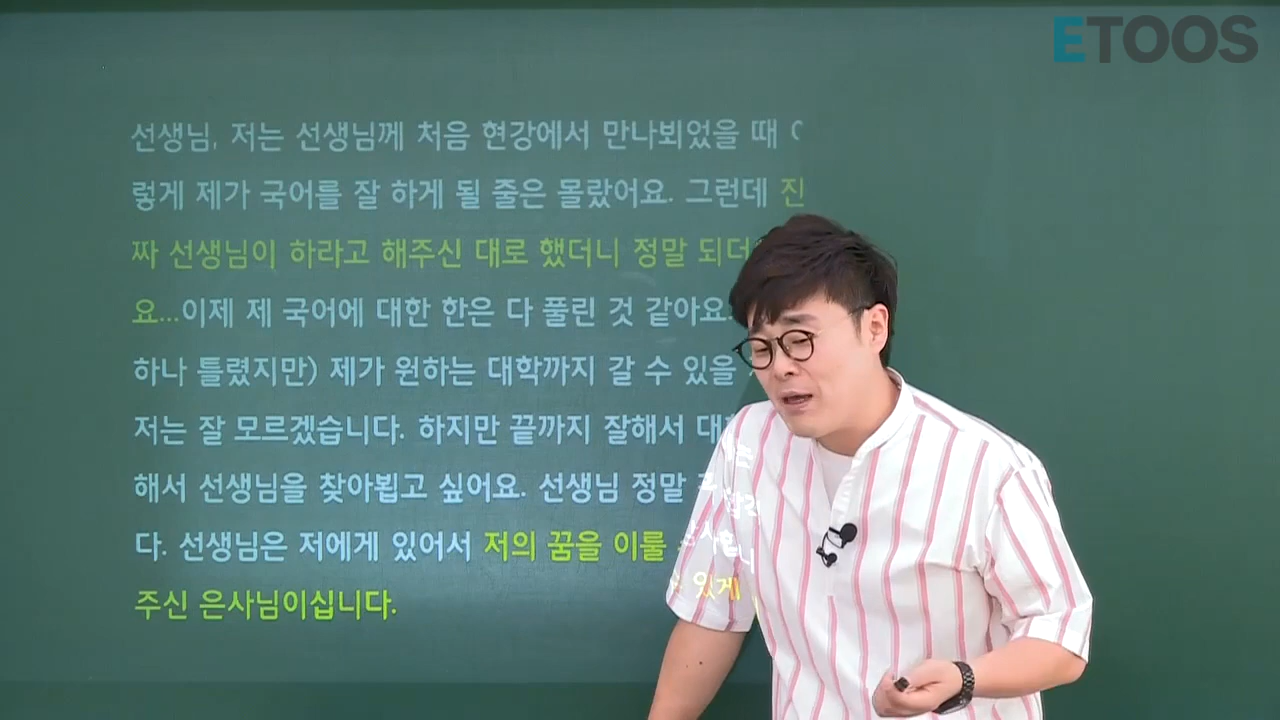 ETOOS
선생님, 저는 선생님께 처음 현강에서 만나뵈었을 때
렇게 제가 국어를 잘 하게 될 줄은 몰랐어요. 그런데 진
짜 선생님이 하라고 해주신 대로 했더니 정말 되더
요...이제 제 국어에 대한 한은 다 풀린 것 같아요.
하나 틀렸지만) 제가 원하는 대학까지 갈 수 있을
저는 잘 모르겠습니다. 하지만 끝까지 잘해서
해서 선생님을 찾아뵙고 싶어요. 선생님 정말
다. 선생님은 저에게 있어서 저의 꿈을 이룰 수 있게
주신 은사님이십니다.